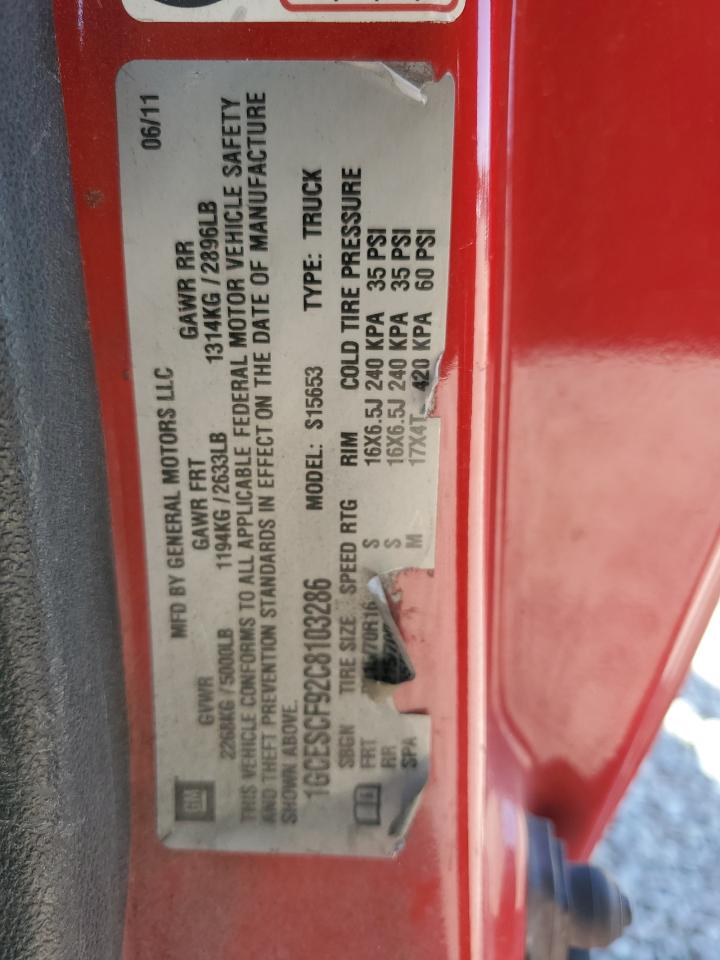 MFD BY GENERAL MOTORS LLC 06/11
GM GVWR GAWR FRT GAWR RR
2268KG/5000LB 1194KG/2633LB 1314KG/2896LB
THIS VEHICLE CONFORMS TO ALL APPLICABLE FEDERAL MOTOR VEHICLE SAFETY
AND THEFT PREVENTION STANDARDS IN EFFECT ON THE DATE OF MANUFACTURE
SHOWN ABOVE.
1GCESCF92C8103286 MODEL: S15653 TYPE: TRUCK
SBGN TIRE SIZE SPEED RTG RIM COLD TIRE PRESSURE
FRT /70R16 S 16X6.5J 240 KPA 35 PSI
RR S 16X6.5J 240 KPA 35 PSI
SPA M 17X4T 420 KPA 60 PSI